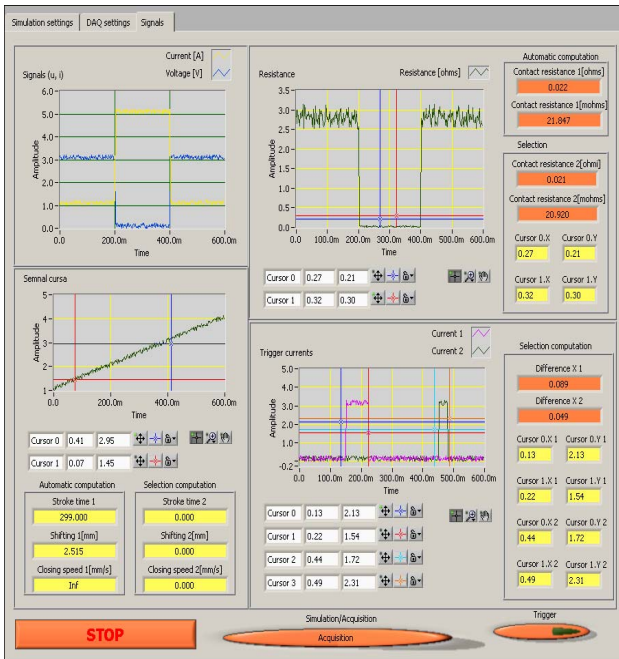 Simulation settings
DAQ settings
Signals
Signals (u, i)
Current [A]
Voltage [V]
Amplitude
6.0
5.0
4.0
3.0
2.0
1.0
0.0
0.0
200.0m
400.0m
600.0m
Time
Resistance
Resistance [ohms]
Amplitude
3.5
3.0
2.5
2.0
1.5
1.0
0.5
0.0
0.0
100.0m
200.0m
300.0m
400.0m
500.0m
600.0m
Time
Cursor 0 0.27 0.21
Cursor 1 0.32 0.30
Automatic computation
Contact resistance 1[ohms]
0.022
Contact resistance 1[mohms]
21.847
Selection
Contact resistance 2[ohmi]
0.021
Contact resistance 2[mohms]
20.920
Cursor 0.X Cursor 0.Y
0.27 0.21
Cursor 1.X Cursor 1.Y
0.32 0.30
Semnal cursa
Amplitude
5
4
3
2
1
0.0
200.0m
400.0m
600.0m
Time
Cursor 0 0.41 2.95
Cursor 1 0.07 1.45
Automatic computation
Stroke time 1
299.000
Shifting 1[mm]
2.515
Closing speed 1[mm/s]
Inf
Selection computation
Stroke time 2
0.000
Shifting 2[mm]
0.000
Closing speed 2[mm/s]
0.000
Trigger currents
Current 1
Current 2
Amplitude
5.0
4.0
3.0
2.0
1.0
-0.2
0.0
100.0m
200.0m
300.0m
400.0m
500.0m
600.0m
Time
Cursor 0 0.13 2.13
Cursor 1 0.22 1.54
Cursor 2 0.44 1.72
Cursor 3 0.49 2.31
Selection computation
Difference X 1
0.089
Difference X 2
0.049
Cursor 0.X 1 Cursor 0.Y 1
0.13 2.13
Cursor 1.X 1 Cursor 1.Y 1
0.22 1.54
Cursor 0.X 2 Cursor 0.Y 2
0.44 1.72
Cursor 1.X 2 Cursor 1.Y 2
0.49 2.31
STOP
Simulation/Acquisition
Acquisition
Trigger